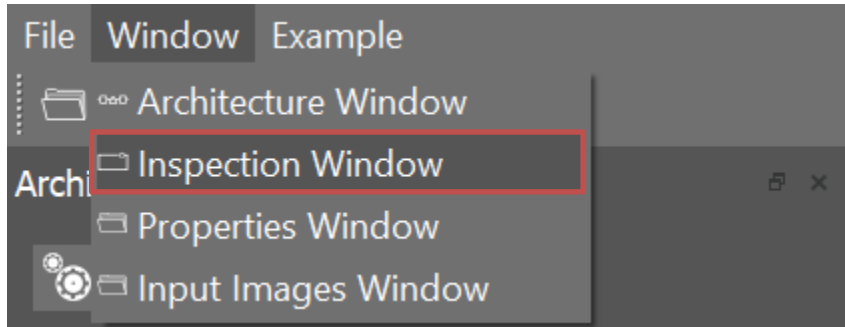 File Window Example
Architecture Window
Inspection Window
Archi
Properties Window
Input Images Window